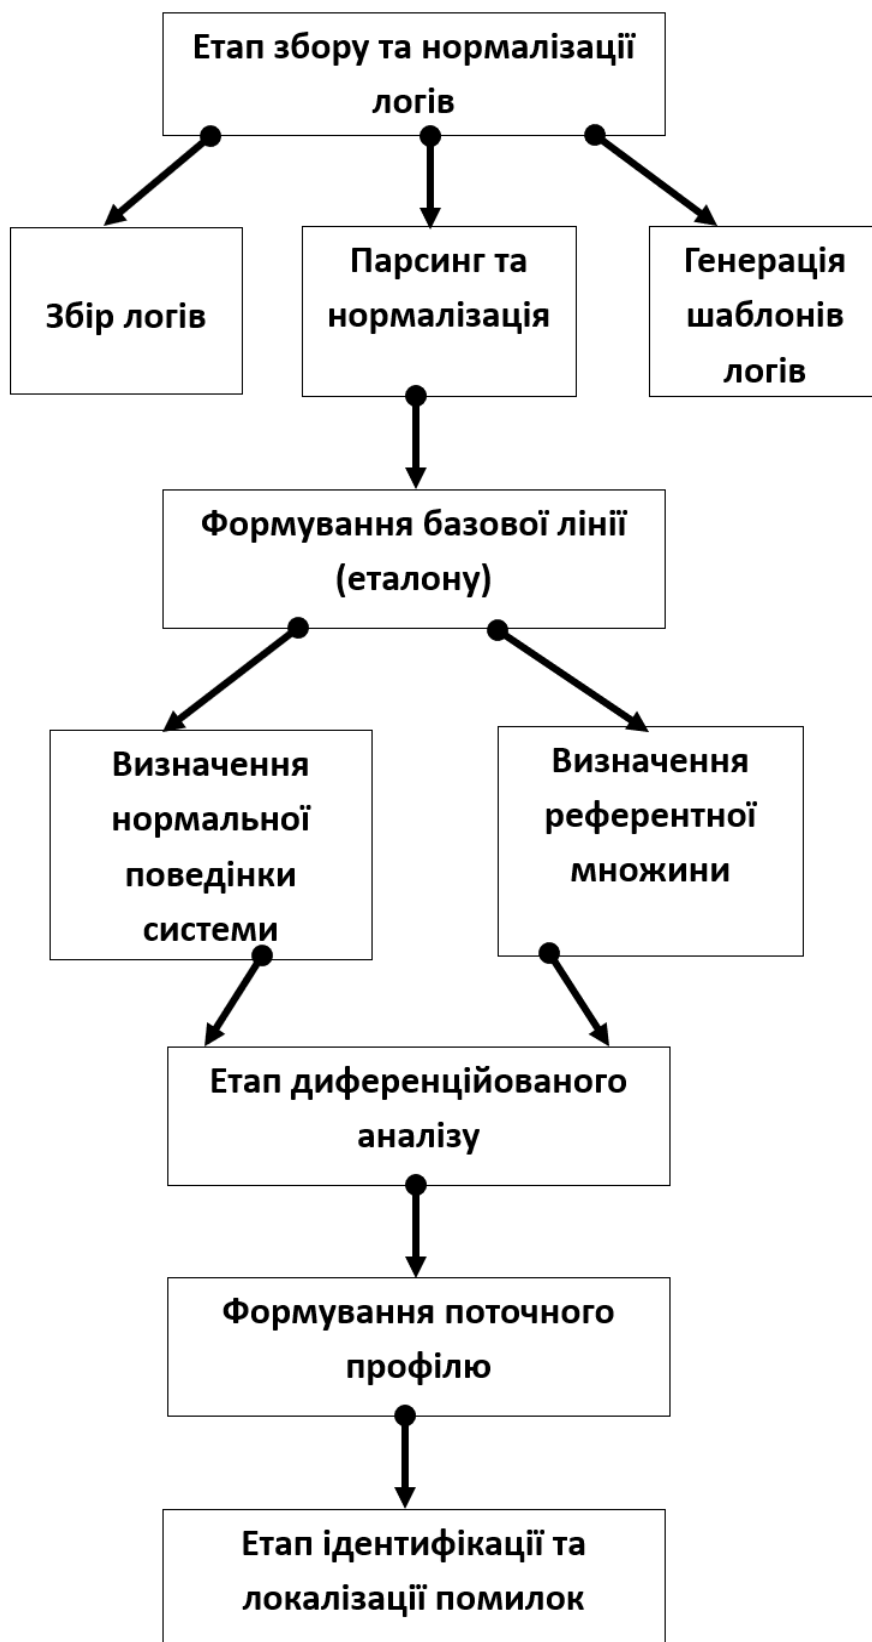 Етап збору та нормалізації
логів
Збір логів
Парсинг та
нормалізація
Генерація
шаблонів
логів
Формування базової лінії
(еталону)
Визначення
нормальної
поведінки
системи
Визначення
референтної
множини
Етап диференційованого
аналізу
Формування поточного
профілю
Етап ідентифікації та
локалізації помилок